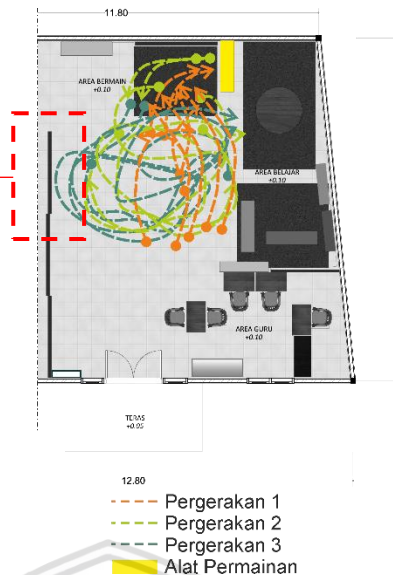 11.80
AREA BERMAIN
+0.10
AREA BELAJAR
+0.10
AREA GURU
+0.10
TERAS
+0.05
12.80
Pergerakan 1
Pergerakan 2
Pergerakan 3
Alat Permainan